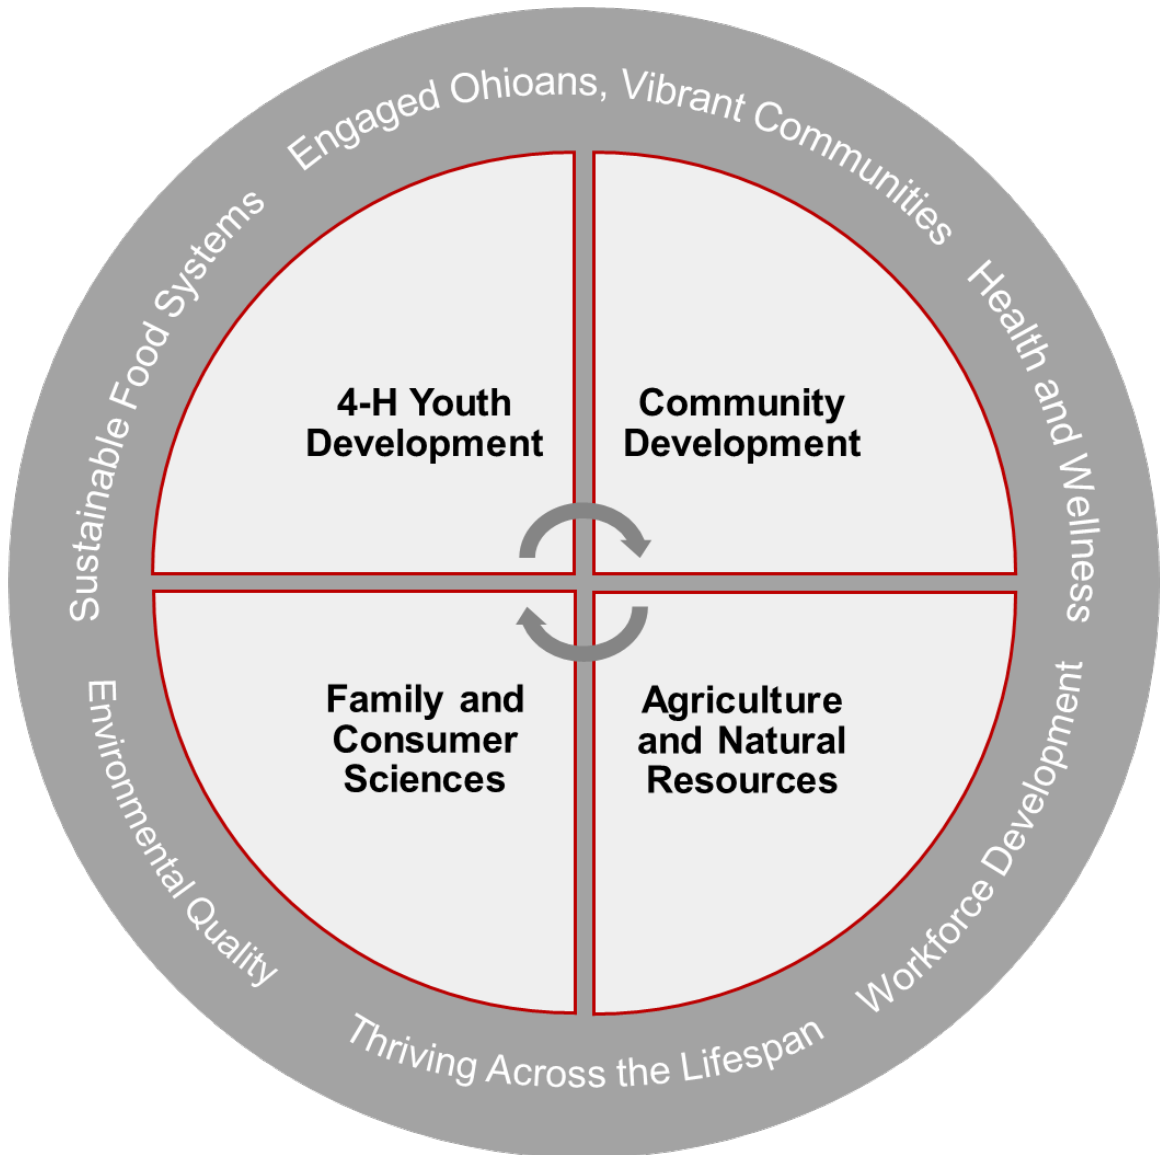 Engaged Ohioans, Vibrant Communities
Health and Wellness
Workforce Development
Thriving Across the Lifespan
Environmental Quality
Sustainable Food Systems
4-H Youth
Development
Community
Development
Family and
Consumer
Sciences
Agriculture
and Natural
Resources